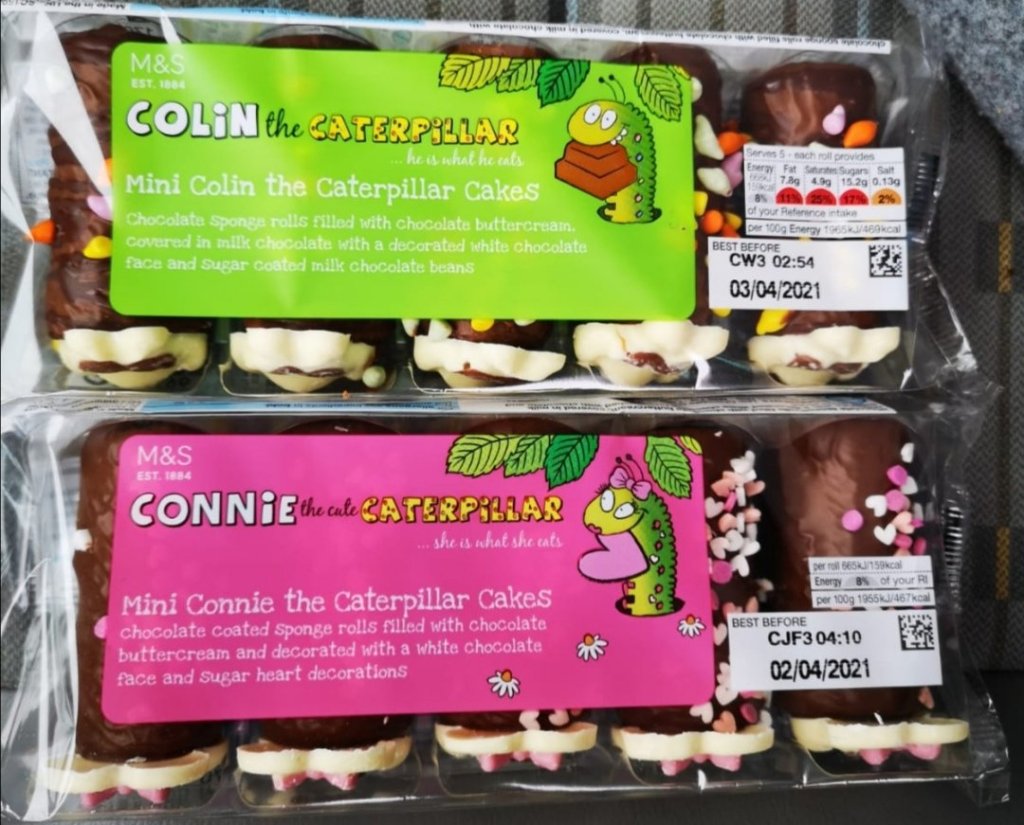 M&S
EST. 1884
COLiN the CATERPiLLAR
... he is what he eats
Mini Colin the Caterpillar Cakes
Chocolate sponge rolls filled with chocolate buttercream,
covered in milk chocolate with a decorated white chocolate
face and sugar coated milk chocolate beans
Serves 5 - each roll provides
Energy Fat Saturates Sugars Salt
7.8g 4.9g 15.2g 0.13g
159kcal
8% 11% 25% 17% 2%
of your Reference intake
per 100g Energy 1965kJ/469kcal
BEST BEFORE
CW3 02:54
03/04/2021
M&S
EST. 1884
CONNiE the cute CATERPiLLAR
... she is what she eats
Mini Connie the Caterpillar Cakes
chocolate coated sponge rolls filled with chocolate
buttercream and decorated with a white chocolate
face and sugar heart decorations
per roll 665kJ/159kcal
Energy 8% of your RI
per 100g 1955kJ/467kcal
BEST BEFORE
CJF3 04:10
02/04/2021